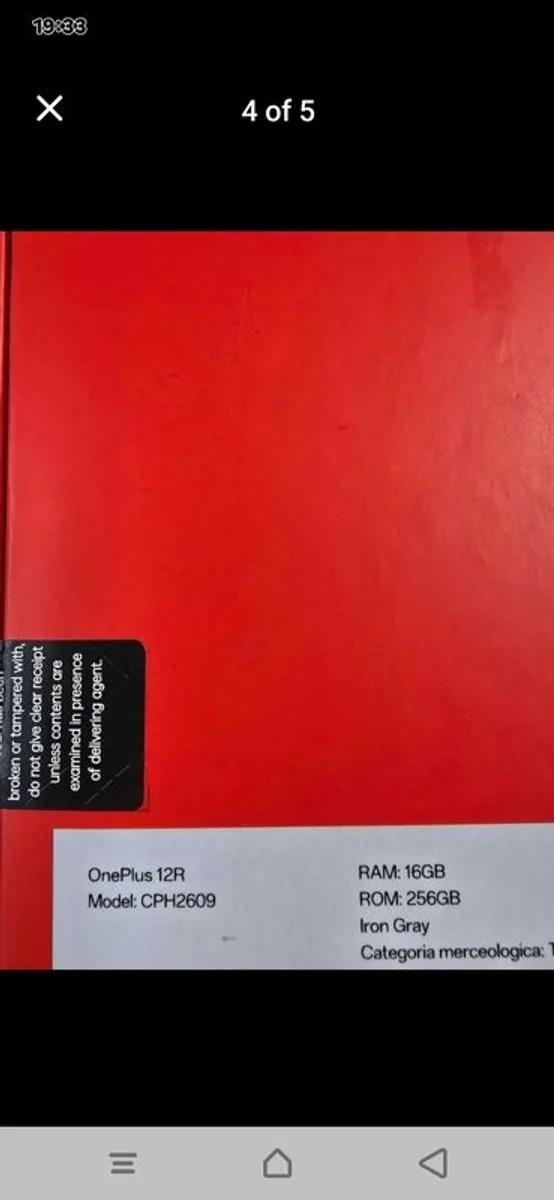 19:33
4 of 5
broken or tampered with,
do not give clear receipt
unless contents are
examined in presence
of delivering agent.
OnePlus 12R
Model: CPH2609
RAM: 16GB
ROM: 256GB
Iron Gray
Categoria merceologica: